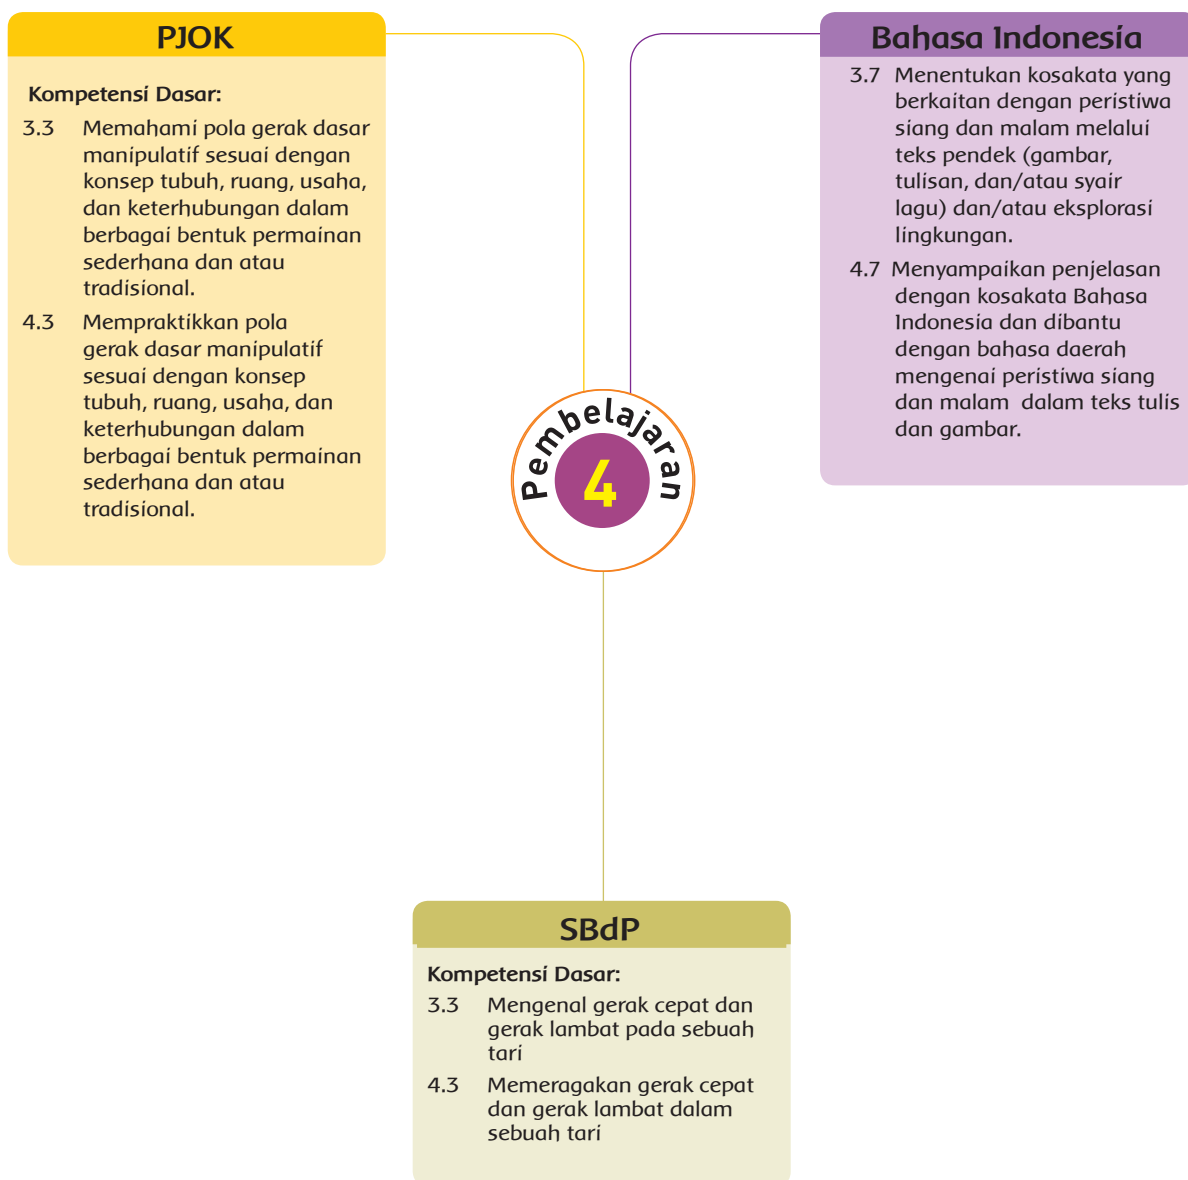 PJOK
Kompetensi Dasar:
3.3 Memahami pola gerak dasar
manipulatif sesuai dengan
konsep tubuh, ruang, usaha,
dan keterhubungan dalam
berbagai bentuk permainan
sederhana dan atau
tradisional.
4.3 Mempraktikkan pola
gerak dasar manipulatif
sesuai dengan konsep
tubuh, ruang, usaha, dan
keterhubungan dalam
berbagai bentuk permainan
sederhana dan atau
tradisional.
Bahasa Indonesia
3.7 Menentukan kosakata yang
berkaitan dengan peristiwa
siang dan malam melalui
teks pendek (gambar,
tulisan, dan/atau syair
lagu) dan/atau eksplorasi
lingkungan.
4.7 Menyampaikan penjelasan
dengan kosakata Bahasa
Indonesia dan dibantu
dengan bahasa daerah
mengenai peristiwa siang
dan malam dalam teks tulis
dan gambar.
Pembelajaran
4
SBdP
Kompetensi Dasar:
3.3 Mengenal gerak cepat dan
gerak lambat pada sebuah
tari
4.3 Memeragakan gerak cepat
dan gerak lambat dalam
sebuah tari